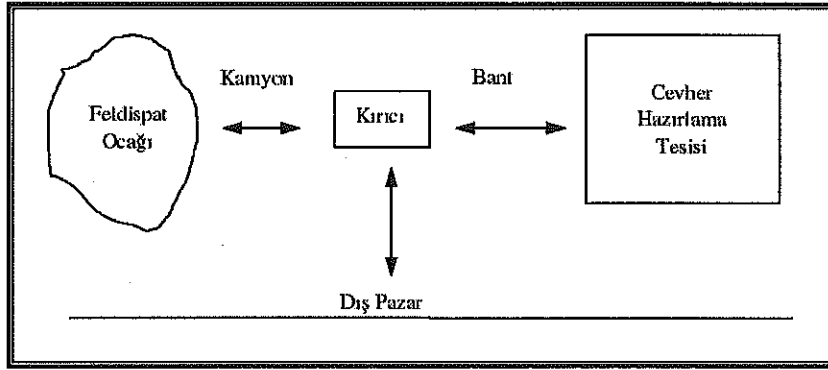 Kamyon
Bant
Feldispat
Ocağı
Kırıcı
Cevher
Hazırlama
Tesisi
Dış Pazar